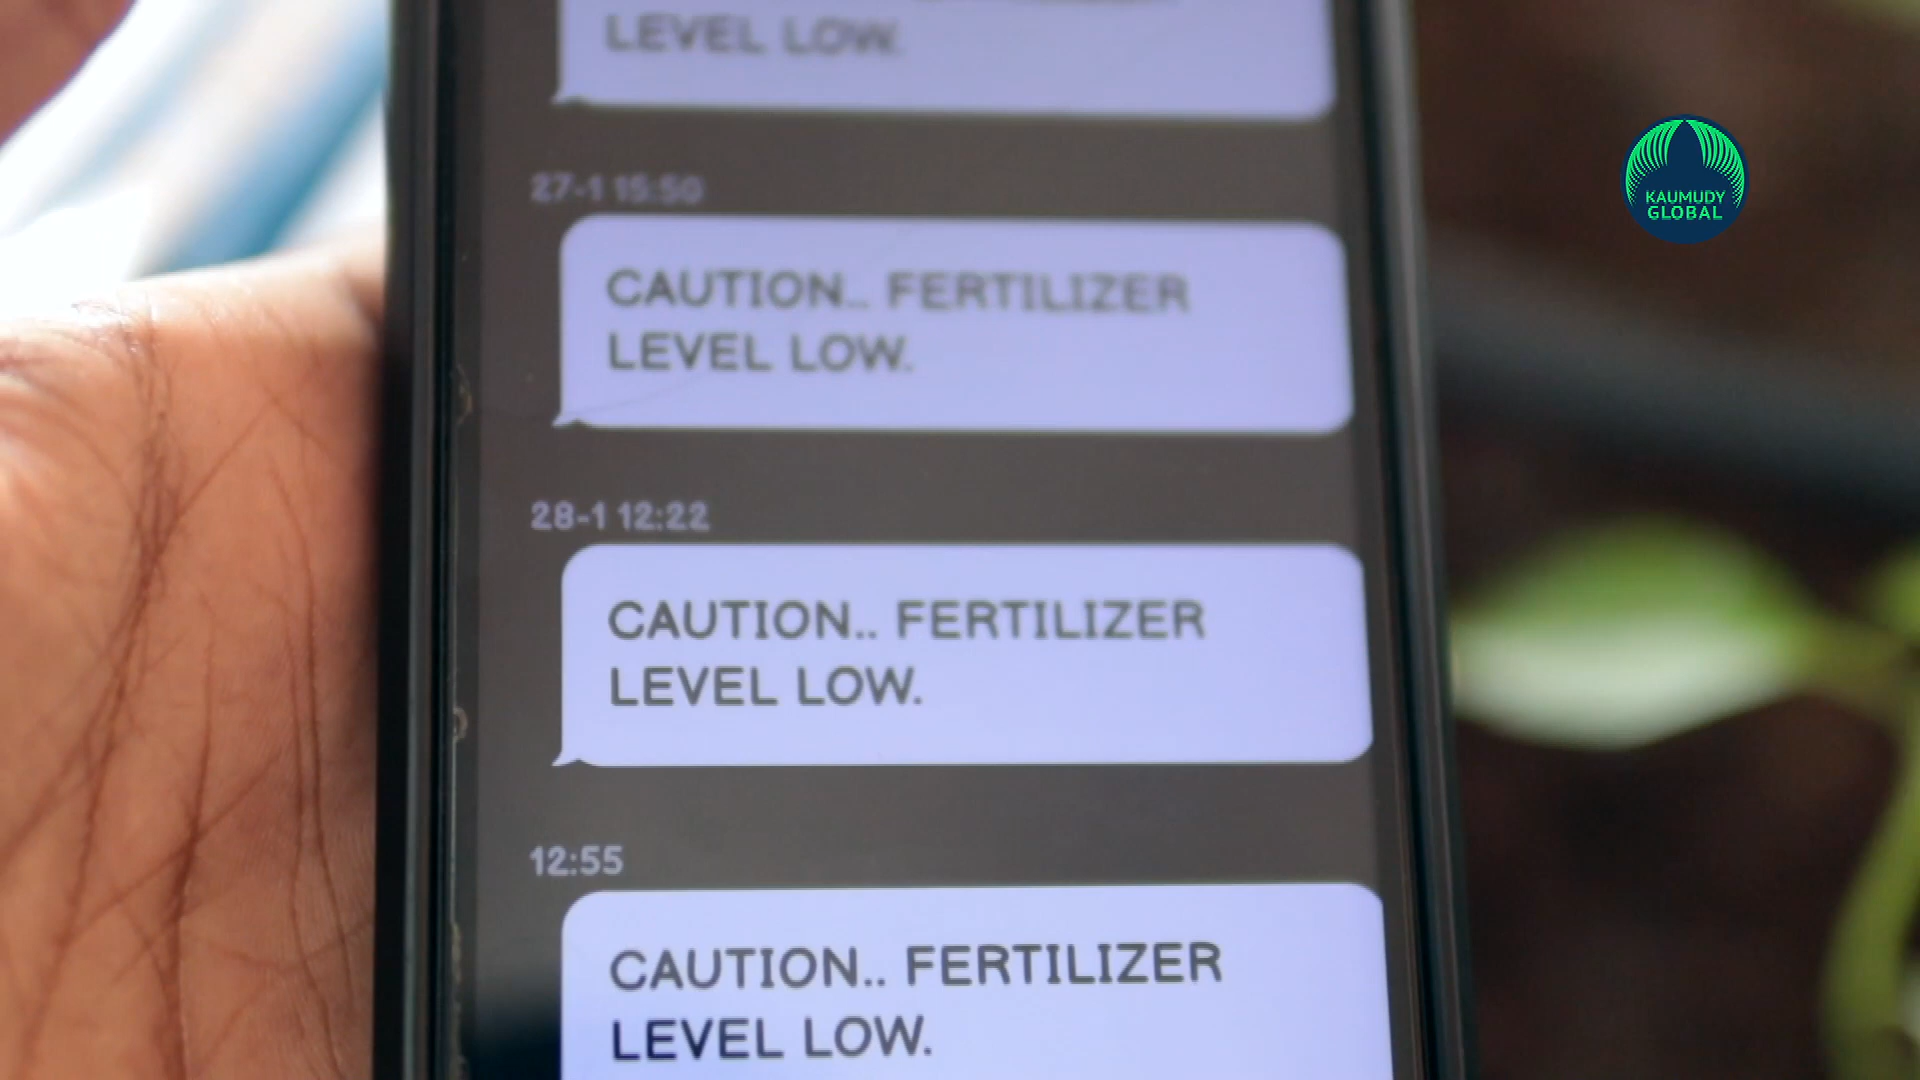 LEVEL LOW.
27-1 15:50
CAUTION.. FERTILIZER
LEVEL LOW.
28-1 12:22
CAUTION.. FERTILIZER
LEVEL LOW.
12:55
CAUTION.. FERTILIZER
LEVEL LOW.
KAUMUDY
GLOBAL